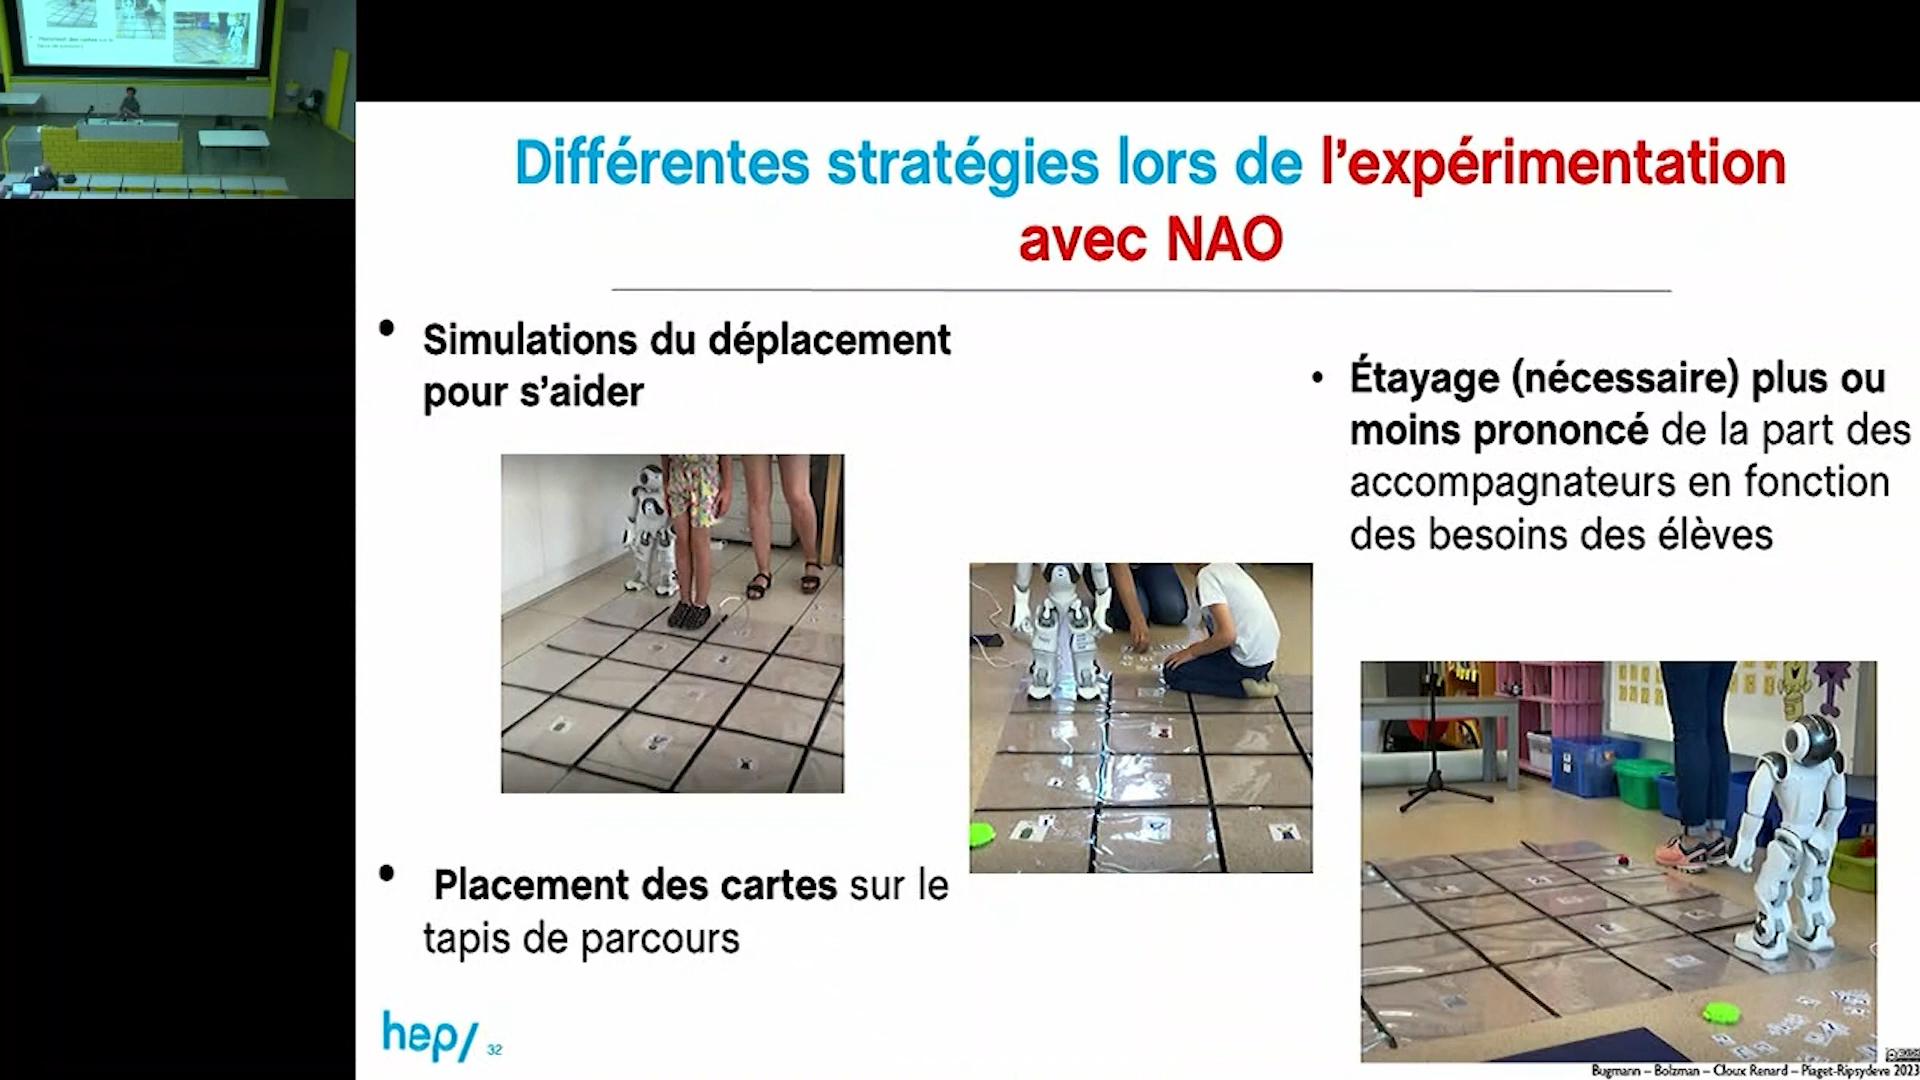 Différentes stratégies lors de l'expérimentation
avec NAO
• Simulations du déplacement
pour s'aider
• Étayage (nécessaire) plus ou
moins prononcé de la part des
accompagnateurs en fonction
des besoins des élèves
• Placement des cartes sur le
tapis de parcours
hep/ 32
Bugmann – Bolzman – Cloux Renard – Piaget-Ripsydeve 2023